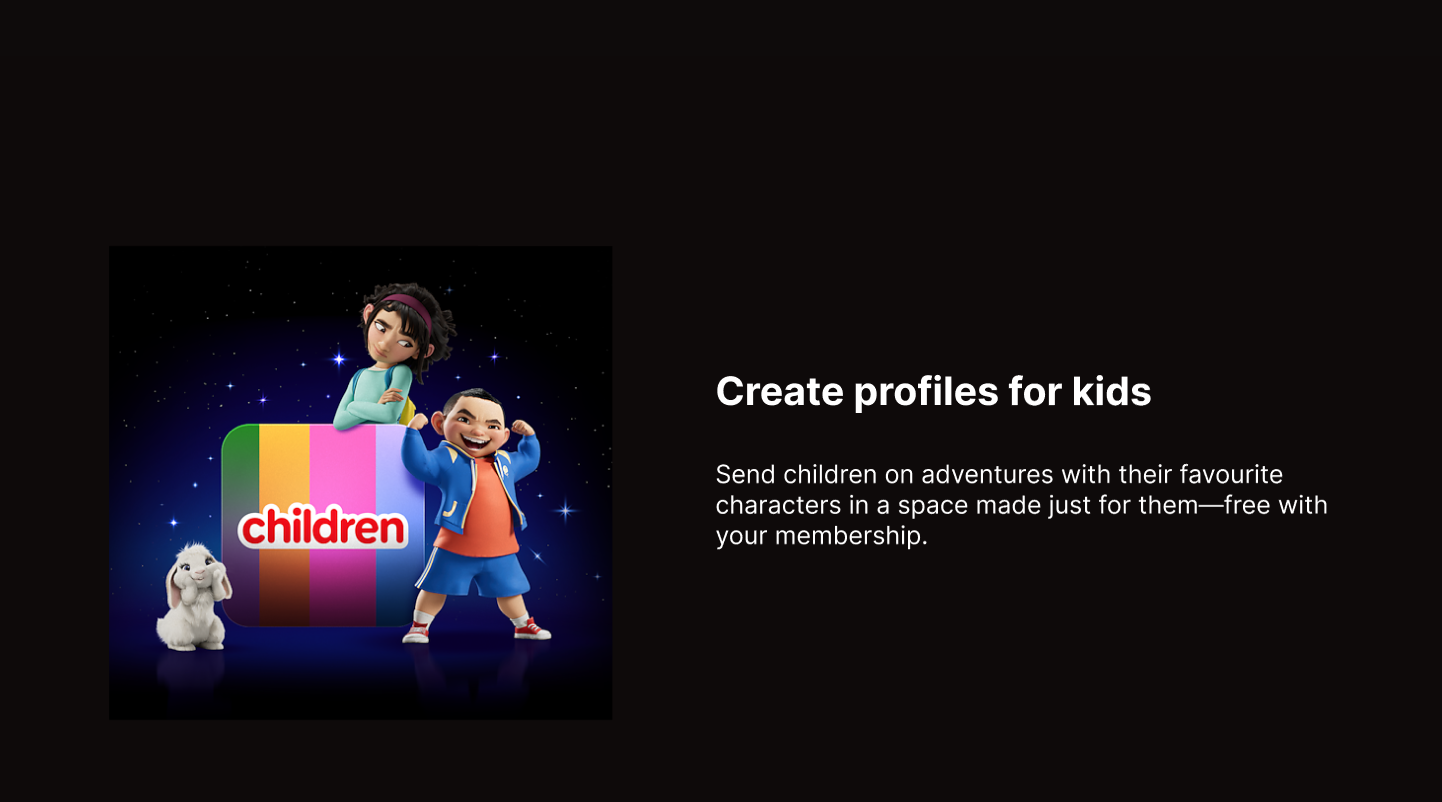 children
Create profiles for kids
Send children on adventures with their favourite
characters in a space made just for them—free with
your membership.